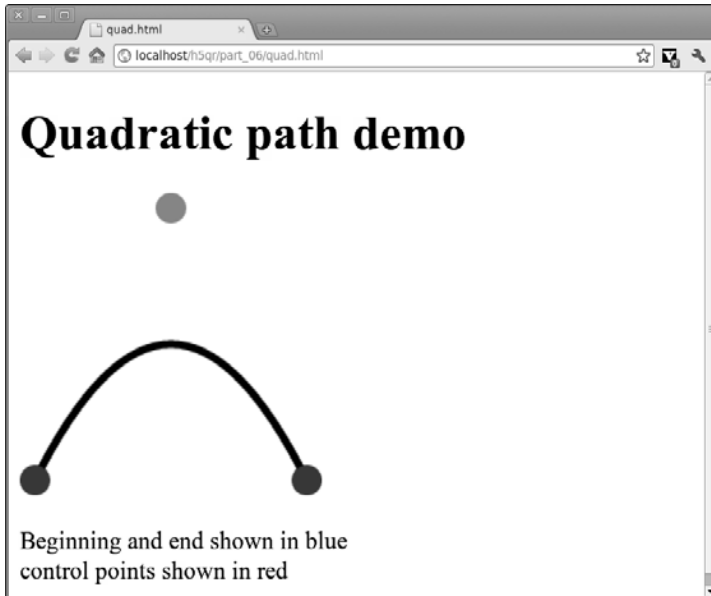 quad.html
localhost/h5qr/part_06/quad.html
Quadratic path demo
Beginning and end shown in blue
control points shown in red